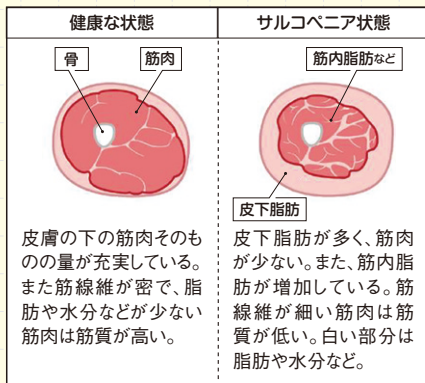 健康な状態
サルコペニア状態
骨
筋肉
皮膚の下の筋肉そのも
のの量が充実している。
また筋線維が密で、脂
肪や水分などが少ない
筋肉は筋質が高い。
筋内脂肪など
皮下脂肪
皮下脂肪が多く、筋肉
が少ない。また、筋内脂
肪が増加している。筋
線維が細い筋肉は筋
質が低い。白い部分は
脂肪や水分など。